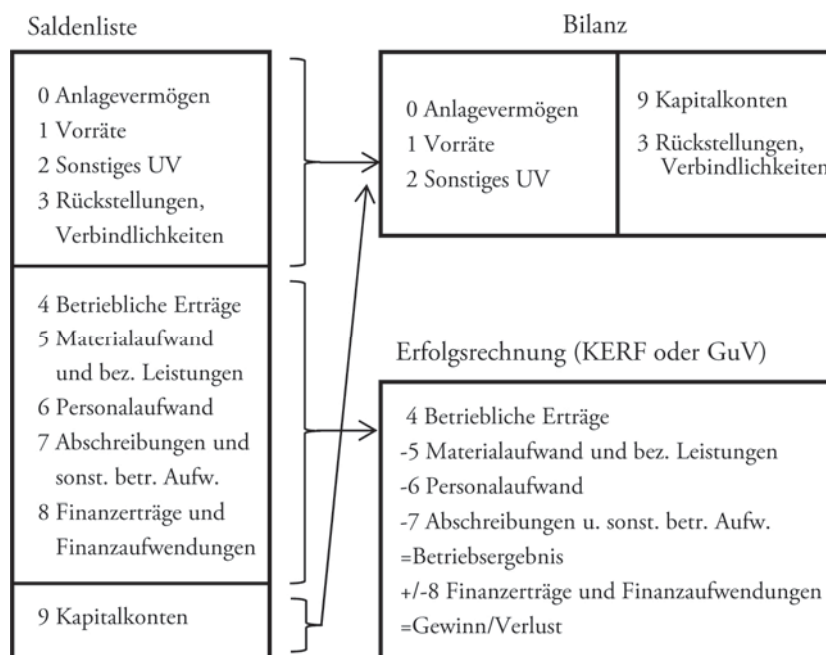 Saldenliste
0 Anlagevermögen
1 Vorräte
2 Sonstiges UV
3 Rückstellungen,
Verbindlichkeiten
4 Betriebliche Erträge
5 Materialaufwand
und bez. Leistungen
6 Personalaufwand
7 Abschreibungen und
sonst. betr. Aufw.
8 Finanzerträge und
Finanzaufwendungen
9 Kapitalkonten
Bilanz
0 Anlagevermögen
1 Vorräte
2 Sonstiges UV
9 Kapitalkonten
3 Rückstellungen,
Verbindlichkeiten
Erfolgsrechnung (KERF oder GuV)
4 Betriebliche Erträge
-5 Materialaufwand und bez. Leistungen
-6 Personalaufwand
-7 Abschreibungen u. sonst. betr. Aufw.
=Betriebsergebnis
+/-8 Finanzerträge und Finanzaufwendungen
=Gewinn/Verlust